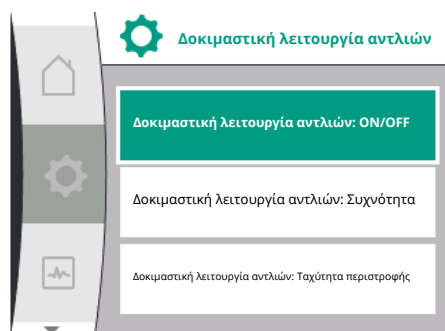 Δοκιμαστική λειτουργία αντλιών
Δοκιμαστική λειτουργία αντλιών: ON/OFF
Δοκιμαστική λειτουργία αντλιών: Συχνότητα
Δοκιμαστική λειτουργία αντλιών: Ταχύτητα περιστροφής